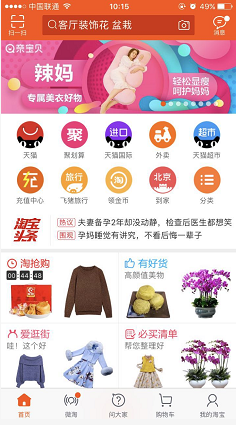 中国联通
10:15
49%
扫一扫
客厅装饰花 盆栽
消息
亲宝贝
辣妈
专属美衣好物
轻松显瘦
呵护妈妈
聚
进口
超市
天猫
聚划算
天猫国际
外卖
天猫超市
充
旅行
淘
北京
充值中心
飞猪旅行
领金币
到家
分类
淘宝头条
热议 夫妻备孕2年却没动静，检查后医生都想笑
围观 孕妈睡觉有讲究，不看后悔一辈子
淘抢购
00:44:48
有好货
高颜值美物
爱逛街
哇！这个好
必买清单
帮您整理好
首页
微淘
问大家
购物车
我的淘宝